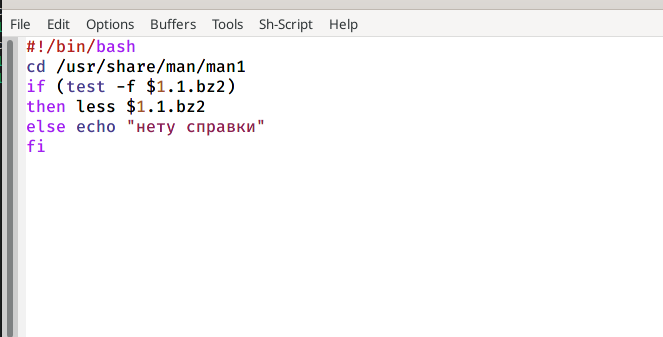 File Edit Options Buffers Tools Sh-Script Help
#!/bin/bash
cd /usr/share/man/man1
if (test -f $1.1.bz2)
then less $1.1.bz2
else echo "нету справки"
fi